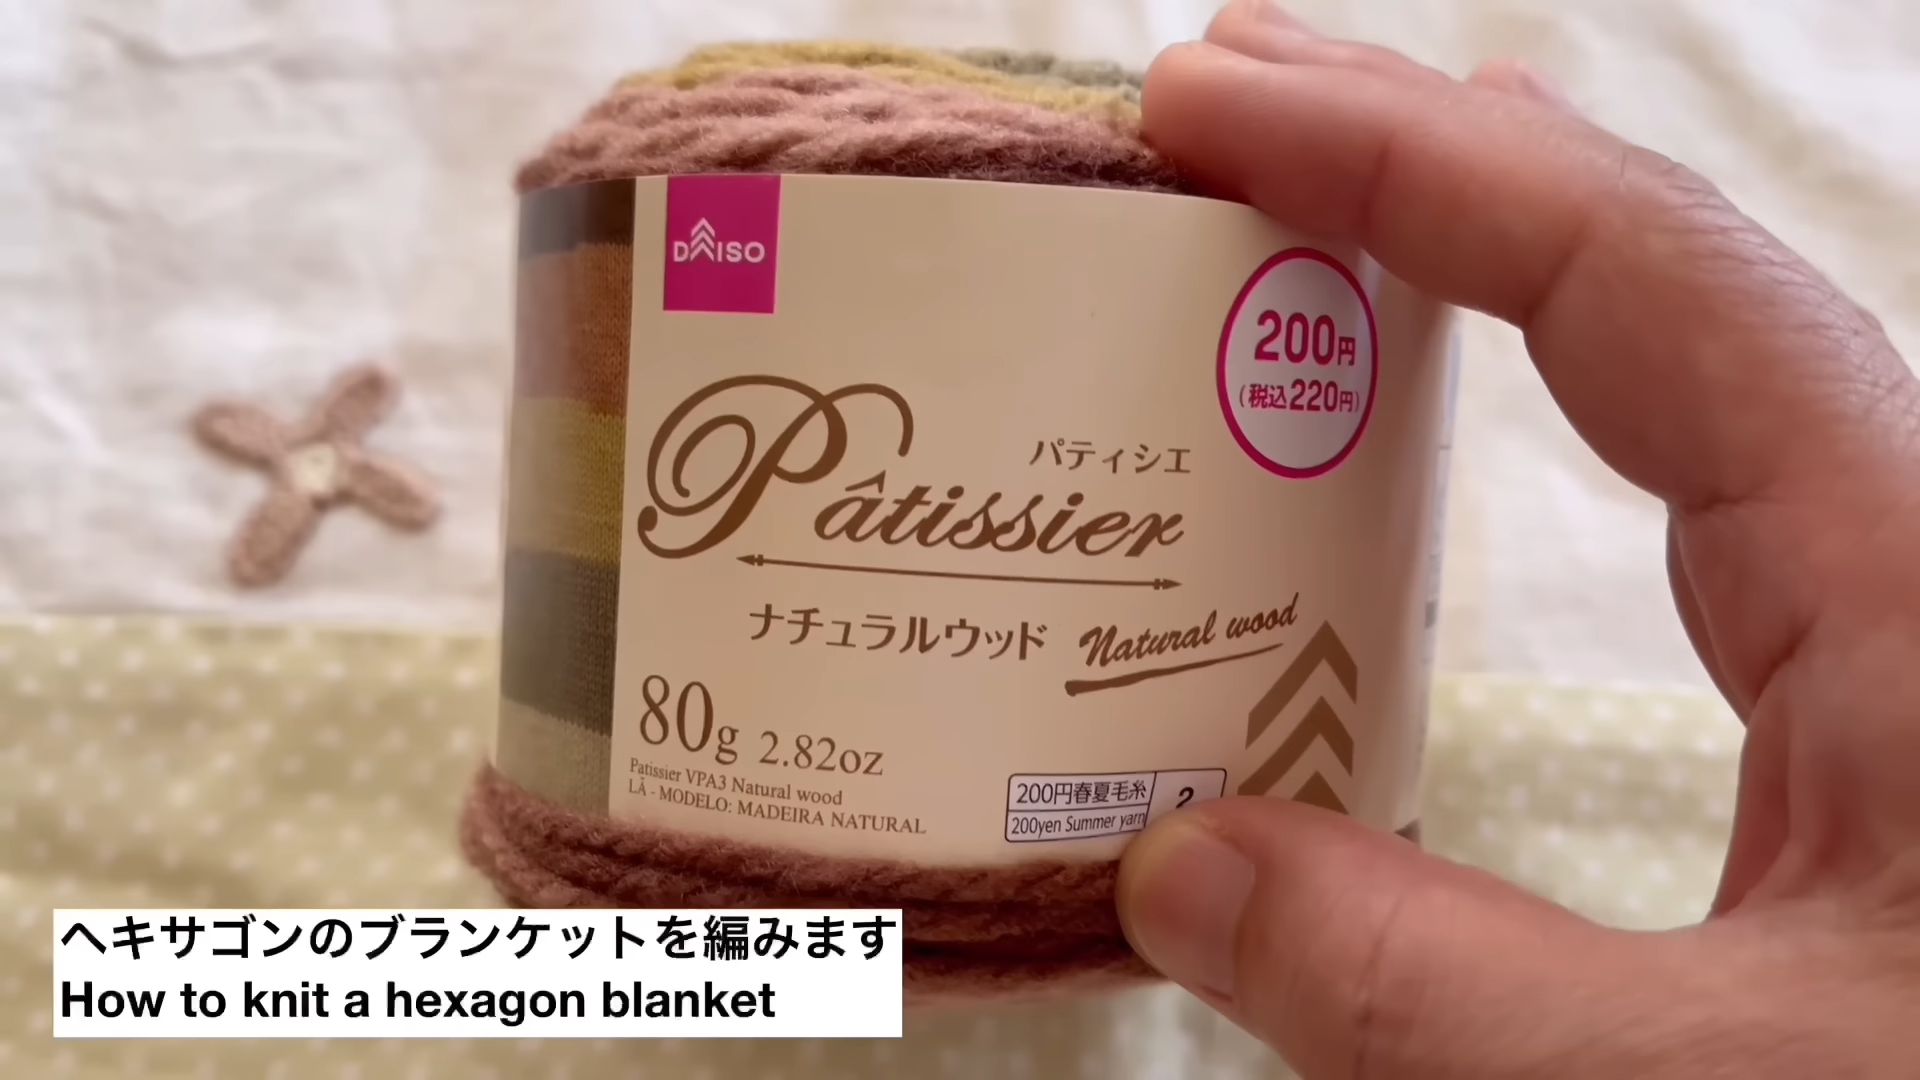 DAISO
200円
(税込220円)
パティシエ
Pâtissier
ナチュラルウッド Natural wood
80g 2.82oz
Patissier VPA3 Natural wood
LÃ - MODELO: MADEIRA NATURAL
200円春夏毛糸 2
200yen Summer yarn
ヘキサゴンのブランケットを編みます
How to knit a hexagon blanket